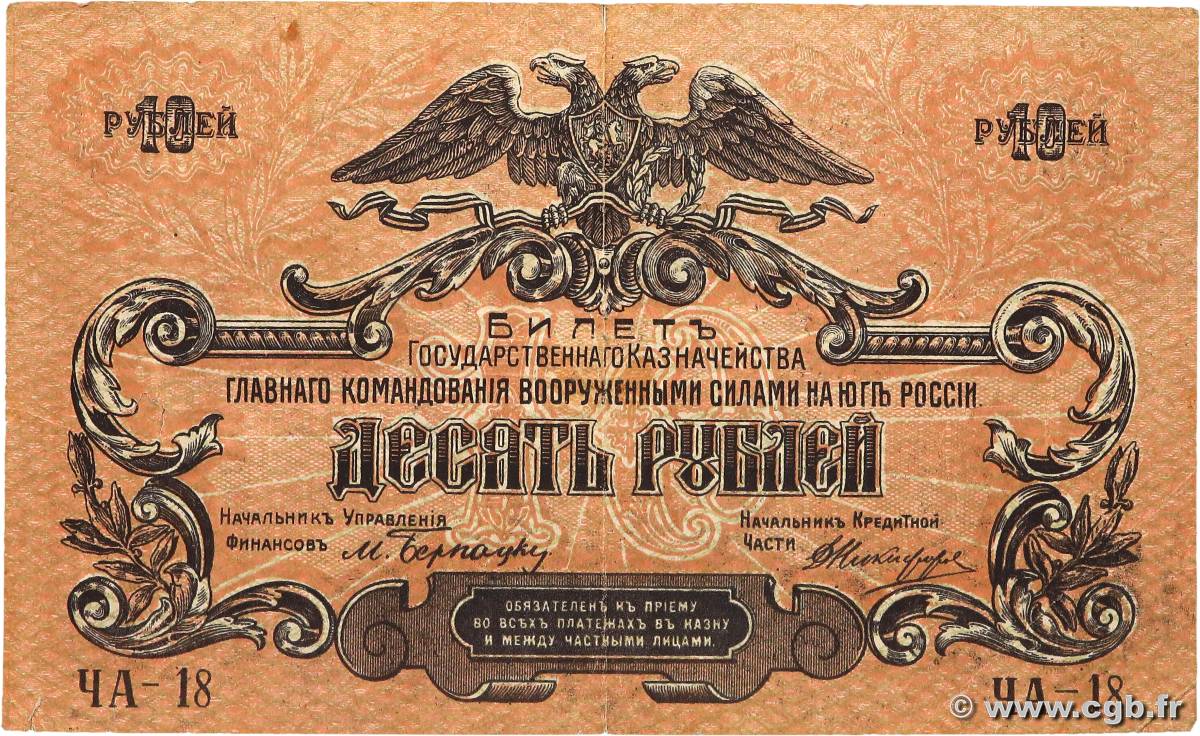 10 РУБЛЕЙ
10 РУБЛЕЙ
БИЛЕТЪ
ГОСУДАРСТВЕННАГО КАЗНАЧЕЙСТВА
ГЛАВНАГО КОМАНДОВАНІЯ ВООРУЖЕННЫМИ СИЛАМИ НА ЮГѢ РОССІИ.
ДЕСЯТЬ РУБЛЕЙ
НАЧАЛЬНИКЪ УПРАВЛЕНІЯ
ФИНАНСОВЪ М. Бернацкій
НАЧАЛЬНИКЪ КРЕДИТНОЙ
ЧАСТИ
ОБЯЗАТЕЛЕНЪ КЪ ПРІЕМУ
ВО ВСѢХЪ ПЛАТЕЖАХЪ ВЪ КАЗНУ
И МЕЖДУ ЧАСТНЫМИ ЛИЦАМИ.
ЧА-18
ЧА-18
© www.cgb.fr